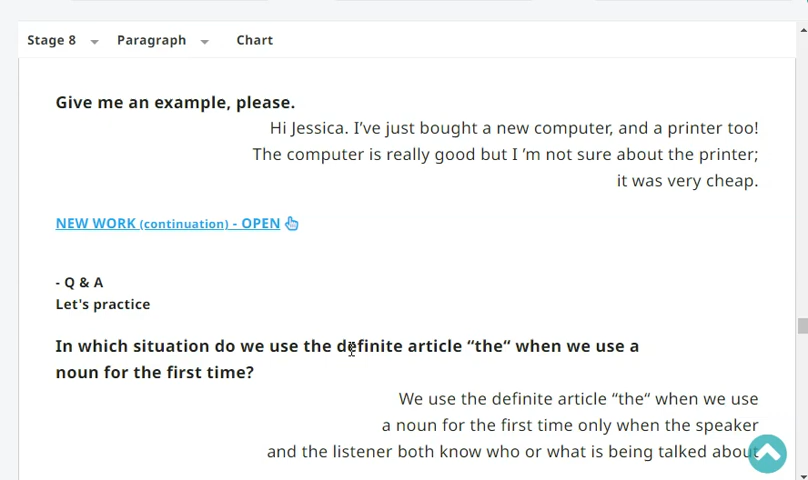 Stage 8 Paragraph Chart
Give me an example, please.
Hi Jessica. I’ve just bought a new computer, and a printer too!
The computer is really good but I ’m not sure about the printer;
it was very cheap.
NEW WORK (continuation) - OPEN
- Q & A
Let's practice
In which situation do we use the definite article “the“ when we use a
noun for the first time?
We use the definite article “the“ when we use
a noun for the first time only when the speaker
and the listener both know who or what is being talked about